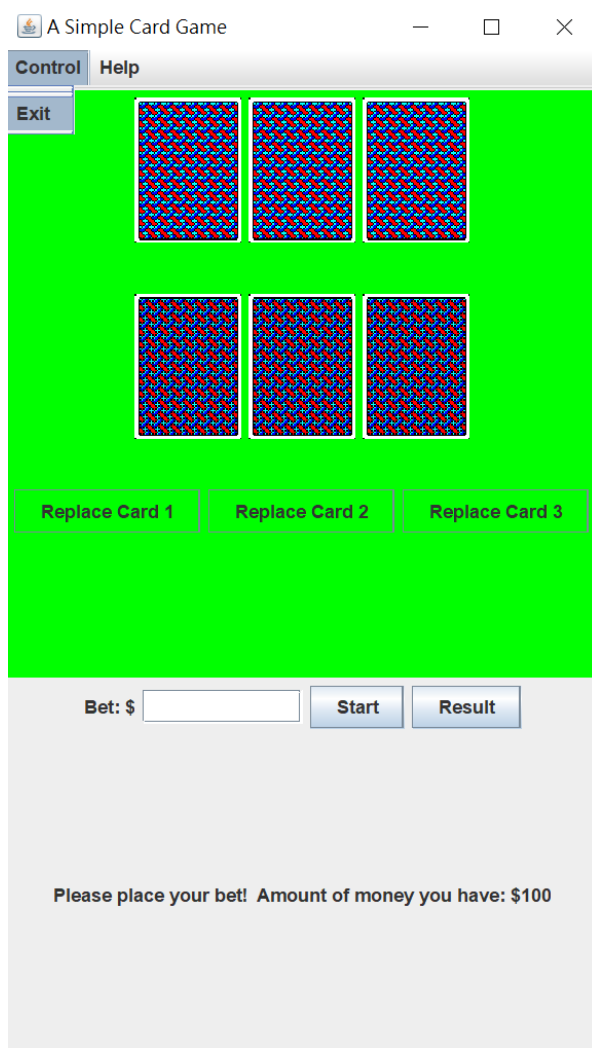 A Simple Card Game
Control Help
Exit
Replace Card 1 Replace Card 2 Replace Card 3
Bet: $ Start Result
Please place your bet!  Amount of money you have: $100